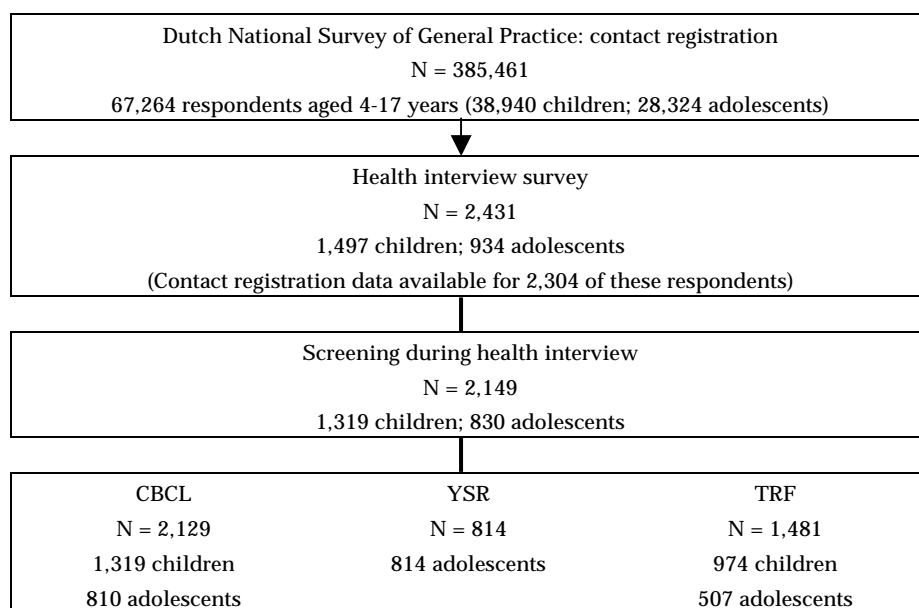 Dutch National Survey of General Practice: contact registration
N = 385,461
67,264 respondents aged 4-17 years (38,940 children; 28,324 adolescents)
Health interview survey
N = 2,431
1,497 children; 934 adolescents
(Contact registration data available for 2,304 of these respondents)
Screening during health interview
N = 2,149
1,319 children; 830 adolescents
CBCL
N = 2,129
1,319 children
810 adolescents
YSR
N = 814
814 adolescents
TRF
N = 1,481
974 children
507 adolescents